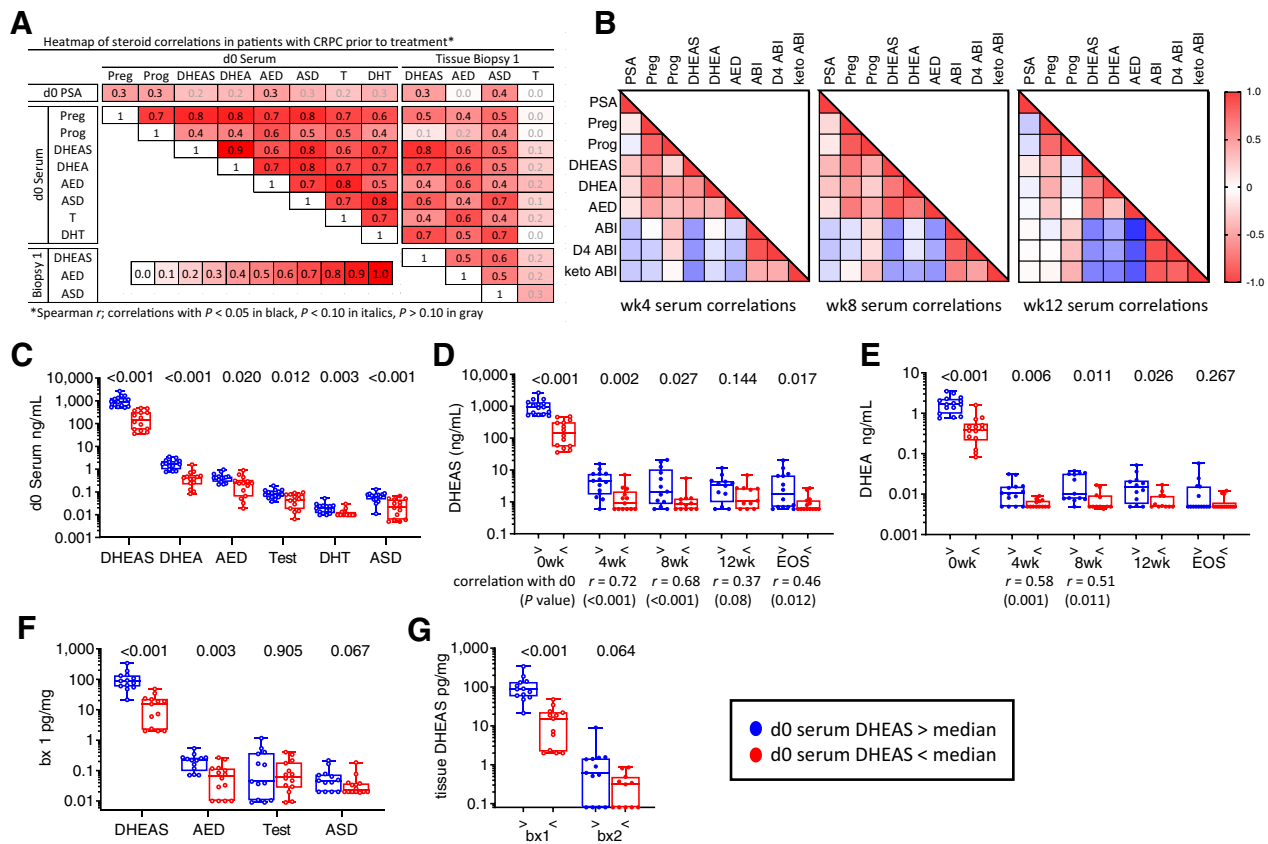 A
Heatmap of steroid correlations in patients with CRPC prior to treatment*
d0 Serum Tissue Biopsy 1
Preg Prog DHEAS DHEA AED ASD T DHT DHEAS AED ASD T
d0 PSA 0.3 0.3 0.2 0.2 0.3 0.3 0.2 0.3 0.3 0.0 0.4 0.0
d0 Serum
Preg 1 0.7 0.8 0.8 0.7 0.8 0.7 0.6 0.5 0.4 0.5 0.0
Prog 1 0.4 0.4 0.6 0.5 0.5 0.4 0.1 0.2 0.4 0.0
DHEAS 1 0.9 0.6 0.8 0.6 0.7 0.8 0.6 0.5 0.1
DHEA 1 0.7 0.8 0.7 0.7 0.7 0.6 0.5 0.2
AED 1 0.7 0.8 0.5 0.4 0.6 0.4 0.2
ASD 1 0.7 0.8 0.6 0.4 0.7 0.1
T 1 0.7 0.4 0.6 0.4 0.2
DHT 1 0.7 0.5 0.7 0.0
Biopsy 1
DHEAS 1 0.5 0.6 0.2
AED 0.0 0.1 0.2 0.3 0.4 0.5 0.6 0.7 0.8 0.9 1.0 1 0.5 0.2
ASD 1 0.3
*Spearman r; correlations with P < 0.05 in black, P < 0.10 in italics, P > 0.10 in gray
B
PSA Preg Prog DHEAS DHEA AED ABI D4 ABI keto ABI
PSA Preg Prog DHEAS DHEA AED ABI D4 ABI keto ABI
PSA Preg Prog DHEAS DHEA AED ABI D4 ABI keto ABI
PSA
Preg
Prog
DHEAS
DHEA
AED
ABI
D4 ABI
keto ABI
wk4 serum correlations
wk8 serum correlations
wk12 serum correlations
1.0
0.5
0
-0.5
-1.0
C
d0 Serum ng/mL
<0.001 <0.001 0.020 0.012 0.003 <0.001
10,000
1,000
100
10
1
0.1
0.01
0.001
DHEAS DHEA AED Test DHT ASD
D
DHEAS (ng/mL)
<0.001 0.002 0.027 0.144 0.017
10,000
1,000
100
10
1
0.1
> < > < > < > < > <
0wk 4wk 8wk 12wk EOS
correlation with d0 r = 0.72 r = 0.68 r = 0.37 r = 0.46
(P value) (<0.001) (<0.001) (0.08) (0.012)
E
DHEA ng/mL
<0.001 0.006 0.011 0.026 0.267
10
1
0.1
0.01
0.001
> < > < > < > < > <
0wk 4wk 8wk 12wk EOS
r = 0.58 r = 0.51
(0.001) (0.011)
F
bx 1 pg/mg
<0.001 0.003 0.905 0.067
1,000
100
10
1
0.1
0.01
DHEAS AED Test ASD
G
tissue DHEAS pg/mg
<0.001 0.064
1,000
100
10
1
0.1
> < > <
bx1 bx2
d0 serum DHEAS > median
d0 serum DHEAS < median